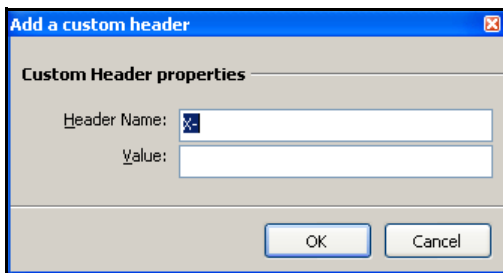 Add a custom header
Custom Header properties
Header Name: X-
Value:
OK Cancel